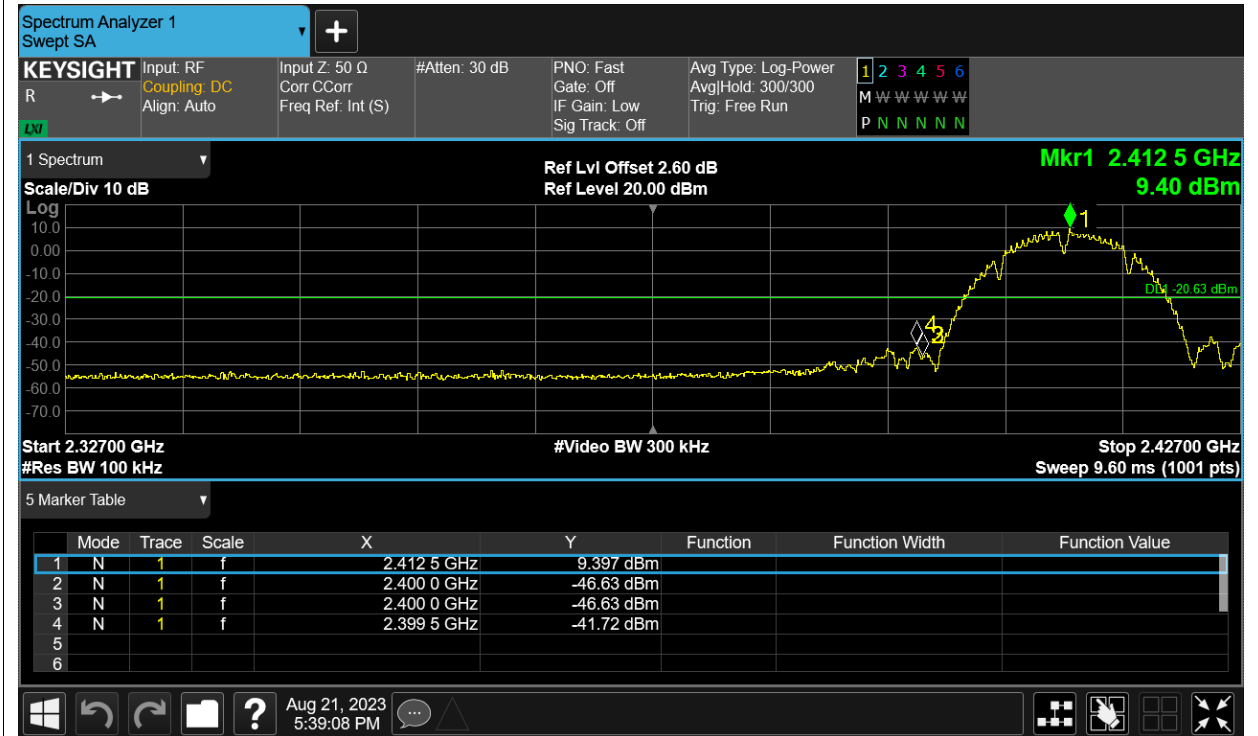 Spectrum Analyzer 1
Swept SA
+
KEYSIGHT Input: RF Input Z: 50 Ω #Atten: 30 dB PNO: Fast Avg Type: Log-Power 1 2 3 4 5 6
R Coupling: DC Corr CCorr Gate: Off Avg|Hold: 300/300 M W W W W W W
Align: Auto Freq Ref: Int (S) IF Gain: Low Trig: Free Run
LXI Sig Track: Off P N N N N N N
1 Spectrum Ref Lvl Offset 2.60 dB Mkr1 2.412 5 GHz
Scale/Div 10 dB Ref Level 20.00 dBm 9.40 dBm
Log
1
10.0
0.00
-10.0
-20.0 DL1 -20.63 dBm
-30.0
4
-40.0
-50.0
-60.0
-70.0
Start 2.32700 GHz #Video BW 300 kHz Stop 2.42700 GHz
#Res BW 100 kHz Sweep 9.60 ms (1001 pts)
5 Marker Table
Mode Trace Scale X Y Function Function Width Function Value
1 N 1 f 2.412 5 GHz 9.397 dBm
2 N 1 f 2.400 0 GHz -46.63 dBm
3 N 1 f 2.400 0 GHz -46.63 dBm
4 N 1 f 2.399 5 GHz -41.72 dBm
5
6
? Aug 21, 2023
5:39:08 PM